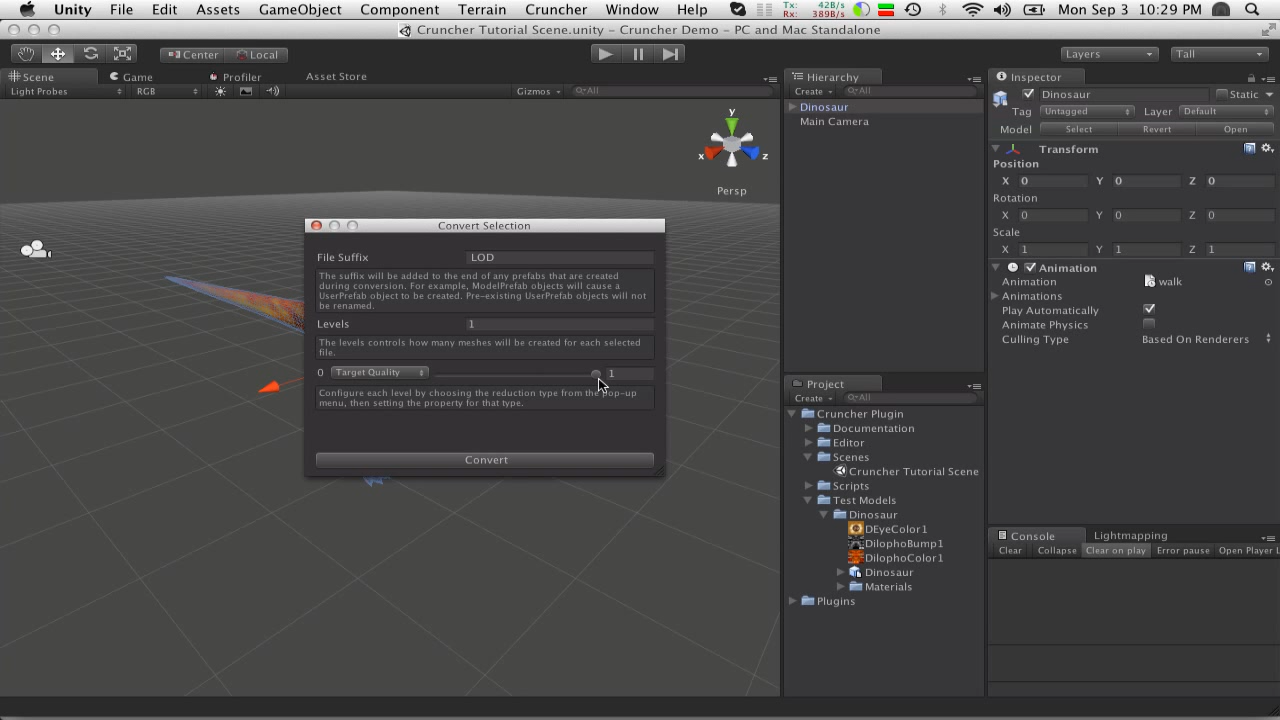 Unity File Edit Assets GameObject Component Terrain Cruncher Window Help Tx: 42B/s Rx: 389B/s Mon Sep 3 10:29 PM
Cruncher Tutorial Scene.unity – Cruncher Demo – PC and Mac Standalone
Center Local Layers Tall
Scene Game Profiler Asset Store
Light Probes RGB Gizmos All
y
x
z
Persp
Convert Selection
File Suffix LOD
The suffix will be added to the end of any prefabs that are created
during conversion. For example, ModelPrefab objects will cause a
UserPrefab object to be created. Pre-existing UserPrefab objects will not
be renamed.
Levels 1
The levels controls how many meshes will be created for each selected
file.
0 Target Quality 1
Configure each level by choosing the reduction type from the pop-up
menu, then setting the property for that type.
Convert
Hierarchy
Create All
Dinosaur
Main Camera
Project
Create All
Cruncher Plugin
Documentation
Editor
Scenes
Cruncher Tutorial Scene
Scripts
Test Models
Dinosaur
DEyeColor1
DilophoBump1
DilophoColor1
Dinosaur
Materials
Plugins
Inspector
Dinosaur Static
Tag Untagged Layer Default
Model Select Revert Open
Transform
Position
X 0 Y 0 Z 0
Rotation
X 0 Y 0 Z 0
Scale
X 1 Y 1 Z 1
Animation
Animation walk
Animations
Play Automatically
Animate Physics
Culling Type Based On Renderers
Console Lightmapping
Clear Collapse Clear on play Error pause Open Player L